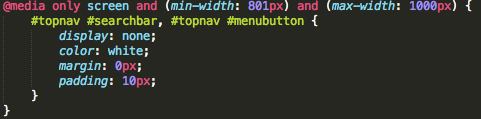 @media only screen and (min-width: 801px) and (max-width: 1000px) {
    #topnav #searchbar, #topnav #menubutton {
        display: none;
        color: white;
        margin: 0px;
        padding: 10px;
    }
}